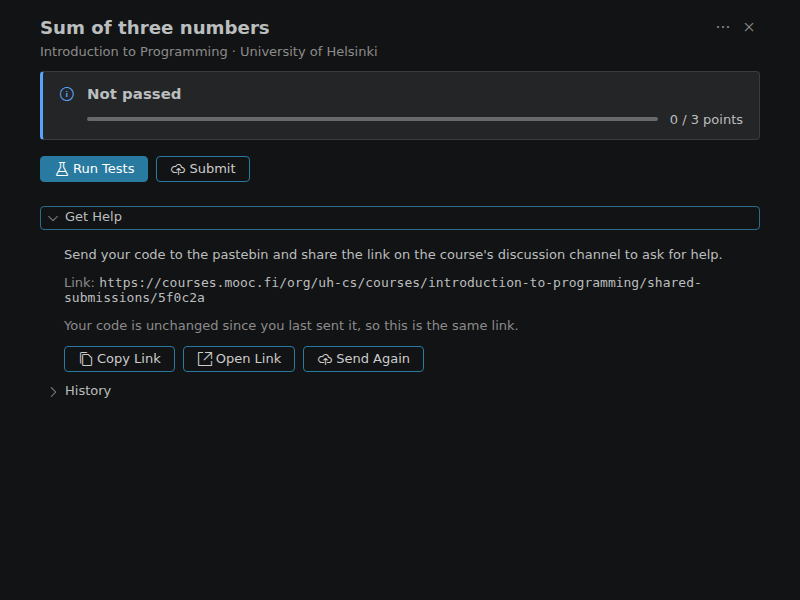 Sum of three numbers
Introduction to Programming · University of Helsinki
Not passed
0 / 3 points
Run Tests
Submit
Get Help
Send your code to the pastebin and share the link on the course's discussion channel to ask for help.
Link: https://courses.mooc.fi/org/uh-cs/courses/introduction-to-programming/shared-
submissions/5f0c2a
Your code is unchanged since you last sent it, so this is the same link.
Copy Link
Open Link
Send Again
History